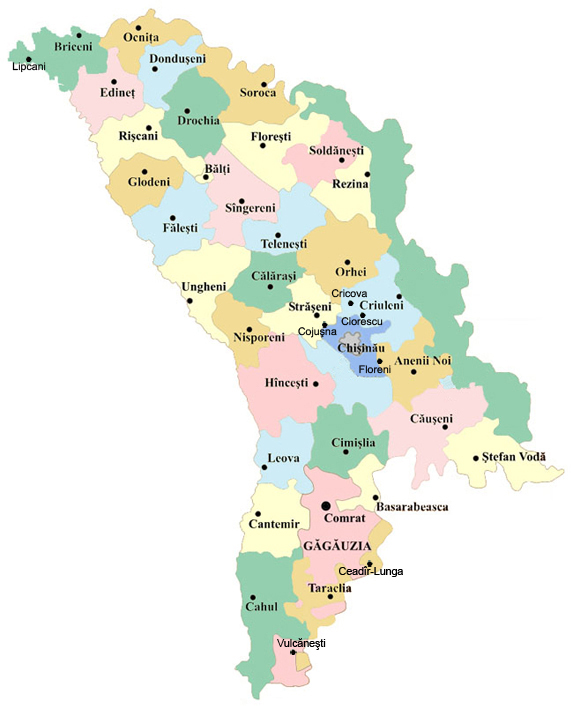 Ocniţa
Briceni
Lipcani
Donduşeni
Edineţ
Soroca
Drochia
Rîşcani
Floreşti
Soldăneşti
Bălţi
Glodeni
Rezina
Sîngereni
Făleşti
Teleneşti
Orhei
Călăraşi
Ungheni
Cricova
Criuleni
Străşeni
Ciorescu
Cojuşna
Nisporeni
Chişinău
Anenii Noi
Floreni
Hînceşti
Căuşeni
Cimişlia
Leova
Ştefan Vodă
Basarabeasca
Cantemir
Comrat
GĂGĂUZIA
Ceadîr-Lunga
Taraclia
Cahul
Vulcăneşti